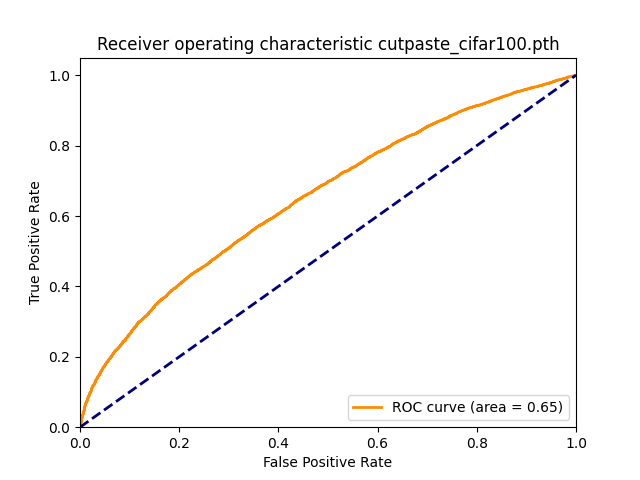 Receiver operating characteristic cutpaste_cifar100.pth
1.0
0.8
0.6
0.4
0.2
0.0
True Positive Rate
ROC curve (area = 0.65)
0.0 0.2 0.4 0.6 0.8 1.0
False Positive Rate